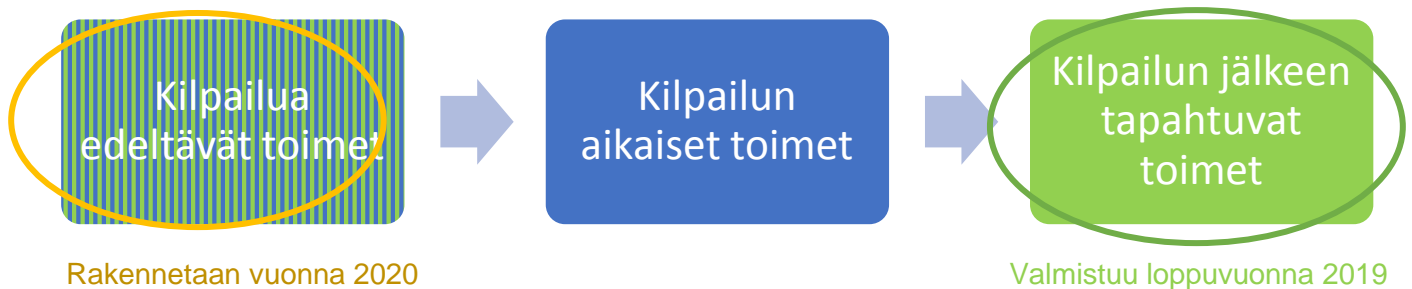 Kilpailua
edeltävät toimet
Kilpailun
aikaiset toimet
Kilpailun jälkeen
tapahtuvat
toimet
Rakennetaan vuonna 2020
Valmistuu loppuvuonna 2019